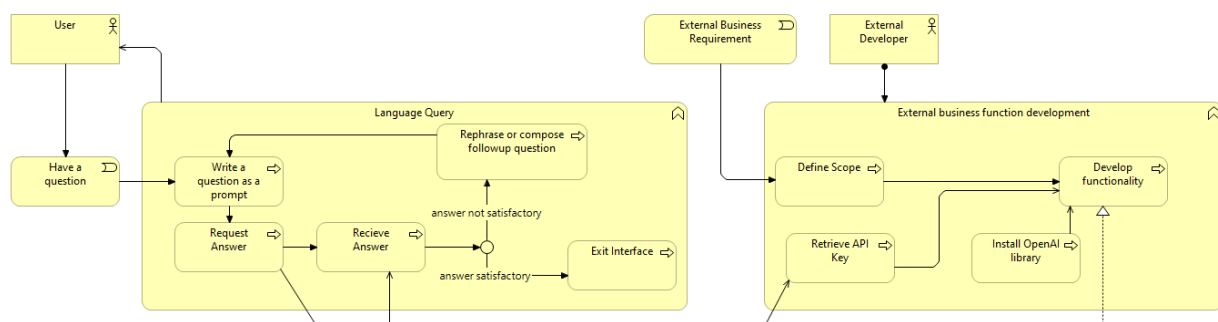 User
External Business
Requirement
External
Developer
Language Query
External business function development
Rephrase or compose
followup question
Have a
question
Write a
question as a
prompt
Define Scope
Develop
functionality
answer not satisfactory
Request
Answer
Recieve
Answer
Exit Interface
Retrieve API
Key
Install OpenAI
library
answer satisfactory